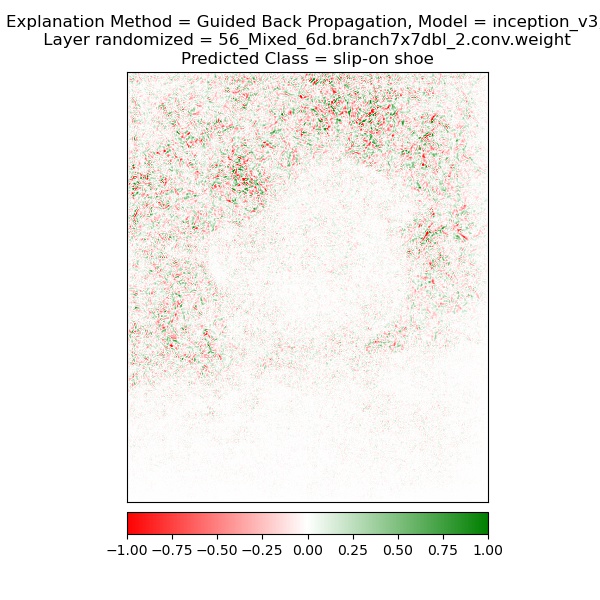 Explanation Method = Guided Back Propagation, Model = inception_v3
Layer randomized = 56_Mixed_6d.branch7x7dbl_2.conv.weight
Predicted Class = slip-on shoe
−1.00 −0.75 −0.50 −0.25 0.00 0.25 0.50 0.75 1.00